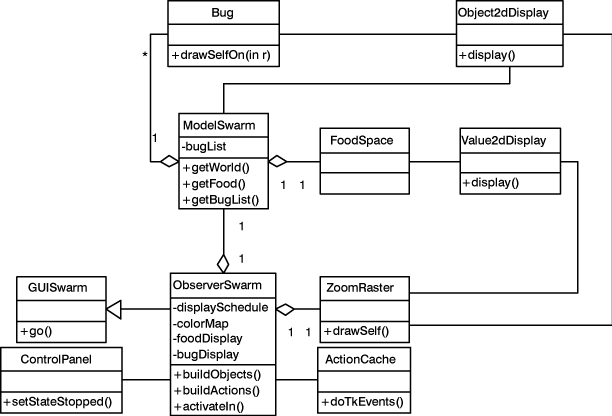 Bug
+drawSelfOn(in r)
Object2dDisplay
+display()
*
1
ModelSwarm
-bugList
+getWorld()
+getFood()
+getBugList()
1 1
FoodSpace
Value2dDisplay
+display()
1
1
GUISwarm
+go()
ObserverSwarm
-displaySchedule
-colorMap
-foodDisplay
-bugDisplay
+buildObjects()
+buildActions()
+activateIn()
1 1
ZoomRaster
+drawSelf()
ControlPanel
+setStateStopped()
ActionCache
+doTkEvents()